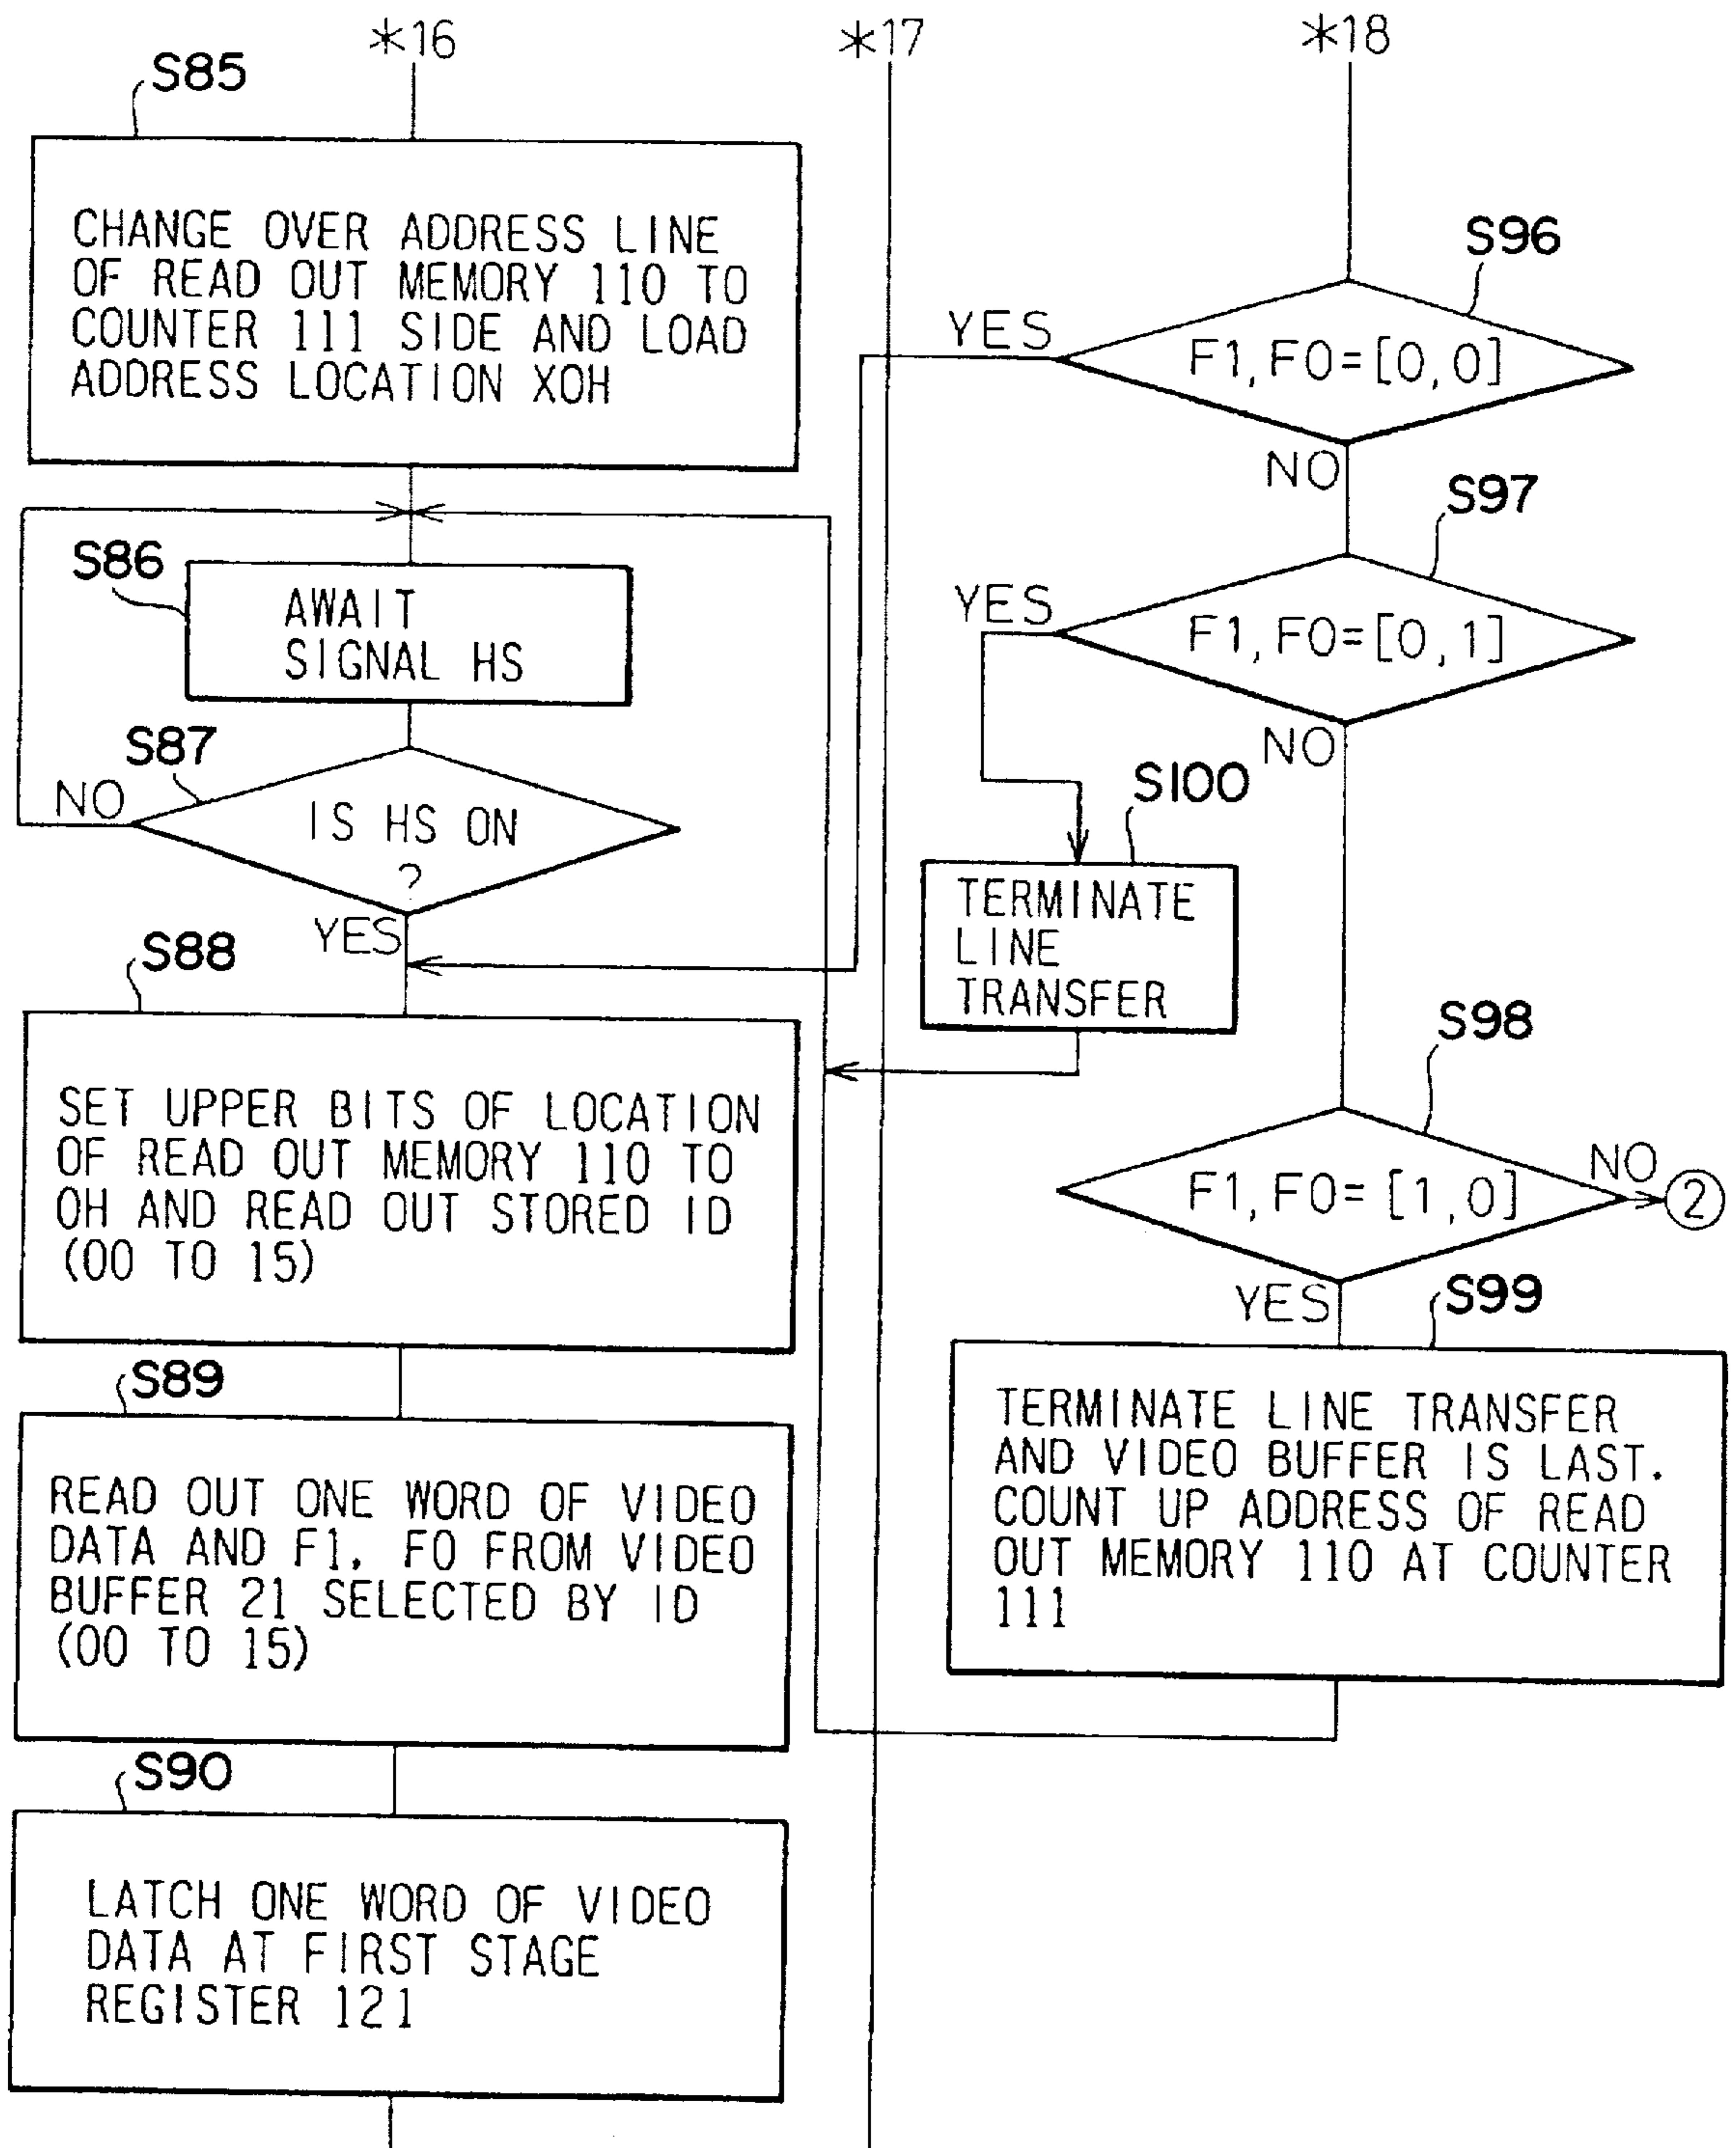 *16
S85
CHANGE OVER ADDRESS LINE
OF READ OUT MEMORY 110 TO
COUNTER 111 SIDE AND LOAD
ADDRESS LOCATION X0H
S86
AWAIT
SIGNAL HS
S87
NO
IS HS ON
?
YES
S88
SET UPPER BITS OF LOCATION
OF READ OUT MEMORY 110 TO
0H AND READ OUT STORED ID
(00 TO 15)
S89
READ OUT ONE WORD OF VIDEO
DATA AND F1, F0 FROM VIDEO
BUFFER 21 SELECTED BY ID
(00 TO 15)
S90
LATCH ONE WORD OF VIDEO
DATA AT FIRST STAGE
REGISTER 121
*17
*18
S96
YES
F1, F0=[0,0]
NO
S97
YES
F1, F0=[0,1]
NO
S100
TERMINATE
LINE
TRANSFER
S98
F1, F0=[1,0]
NO
2
YES
S99
TERMINATE LINE TRANSFER
AND VIDEO BUFFER IS LAST.
COUNT UP ADDRESS OF READ
OUT MEMORY 110 AT COUNTER
111